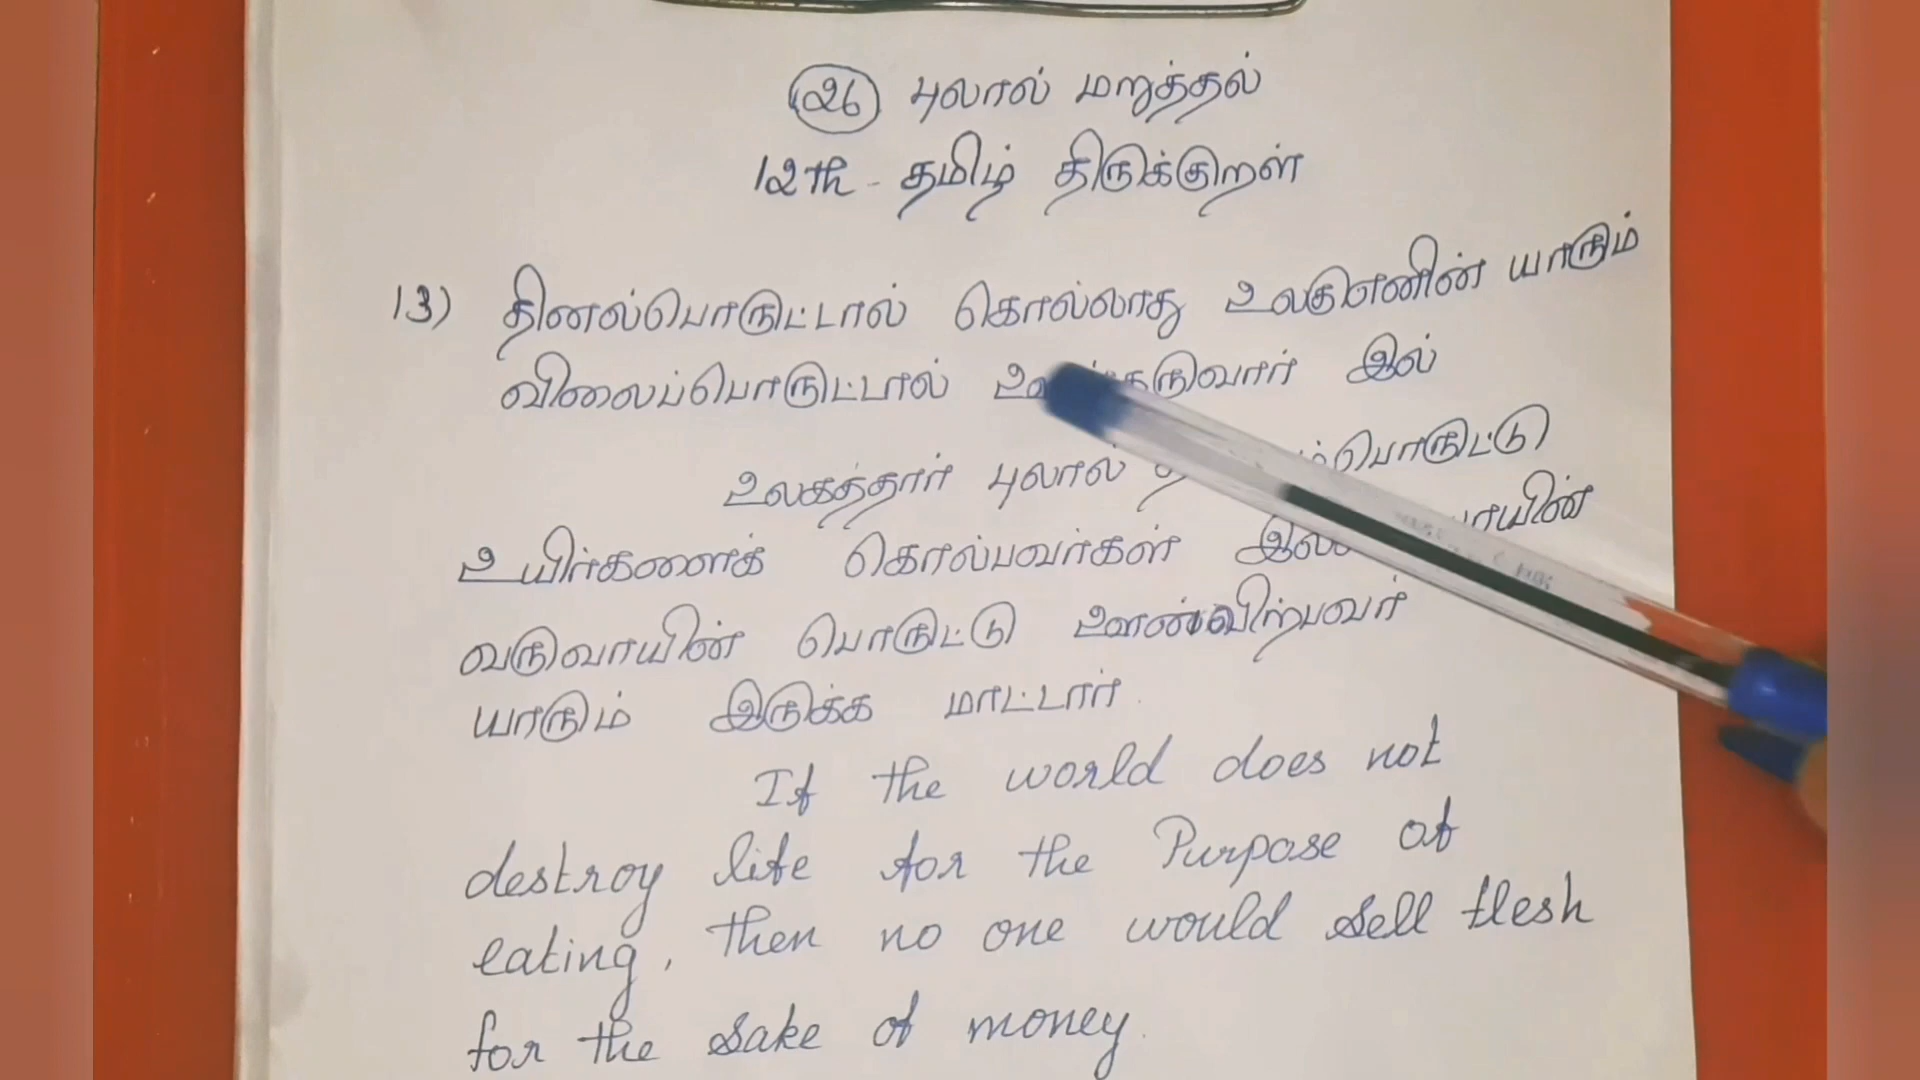 26 புலால் மறுத்தல்
12th - தமிழ் திருக்குறள்
13) தினல்பொருட்டால் கொல்லாது உலகுஎனின் யாரும்
விலைப்பொருட்டால் இல்
உலகத்தார் புலால்
உயிர்களைக் கொல்பவர்கள்
வருவாயின் பொருட்டு ஊண்விற்பவர்
யாரும் இருக்க மாட்டார்.
If the world does not
destroy life for the Purpose of
eating, then no one would sell flesh
for the sake of money.